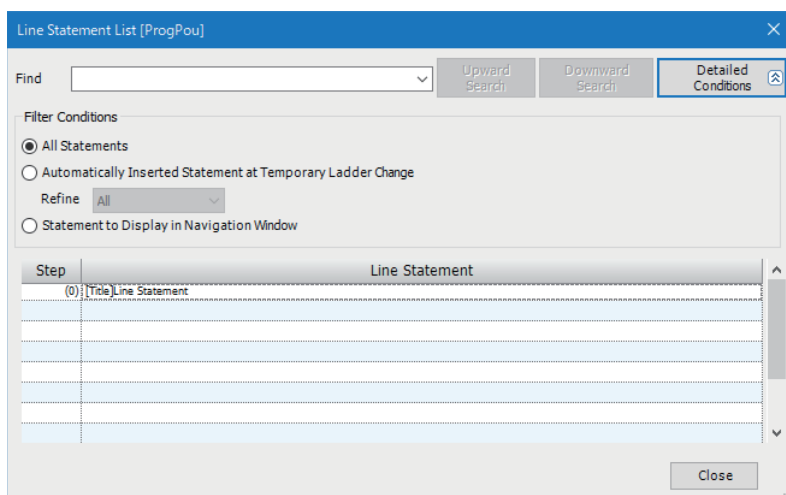 Line Statement List [ProgPou]
Find
Upward Search
Downward Search
Detailed Conditions
Filter Conditions
All Statements
Automatically Inserted Statement at Temporary Ladder Change
Refine All
Statement to Display in Navigation Window
Step Line Statement
(0) [Title]Line Statement
Close